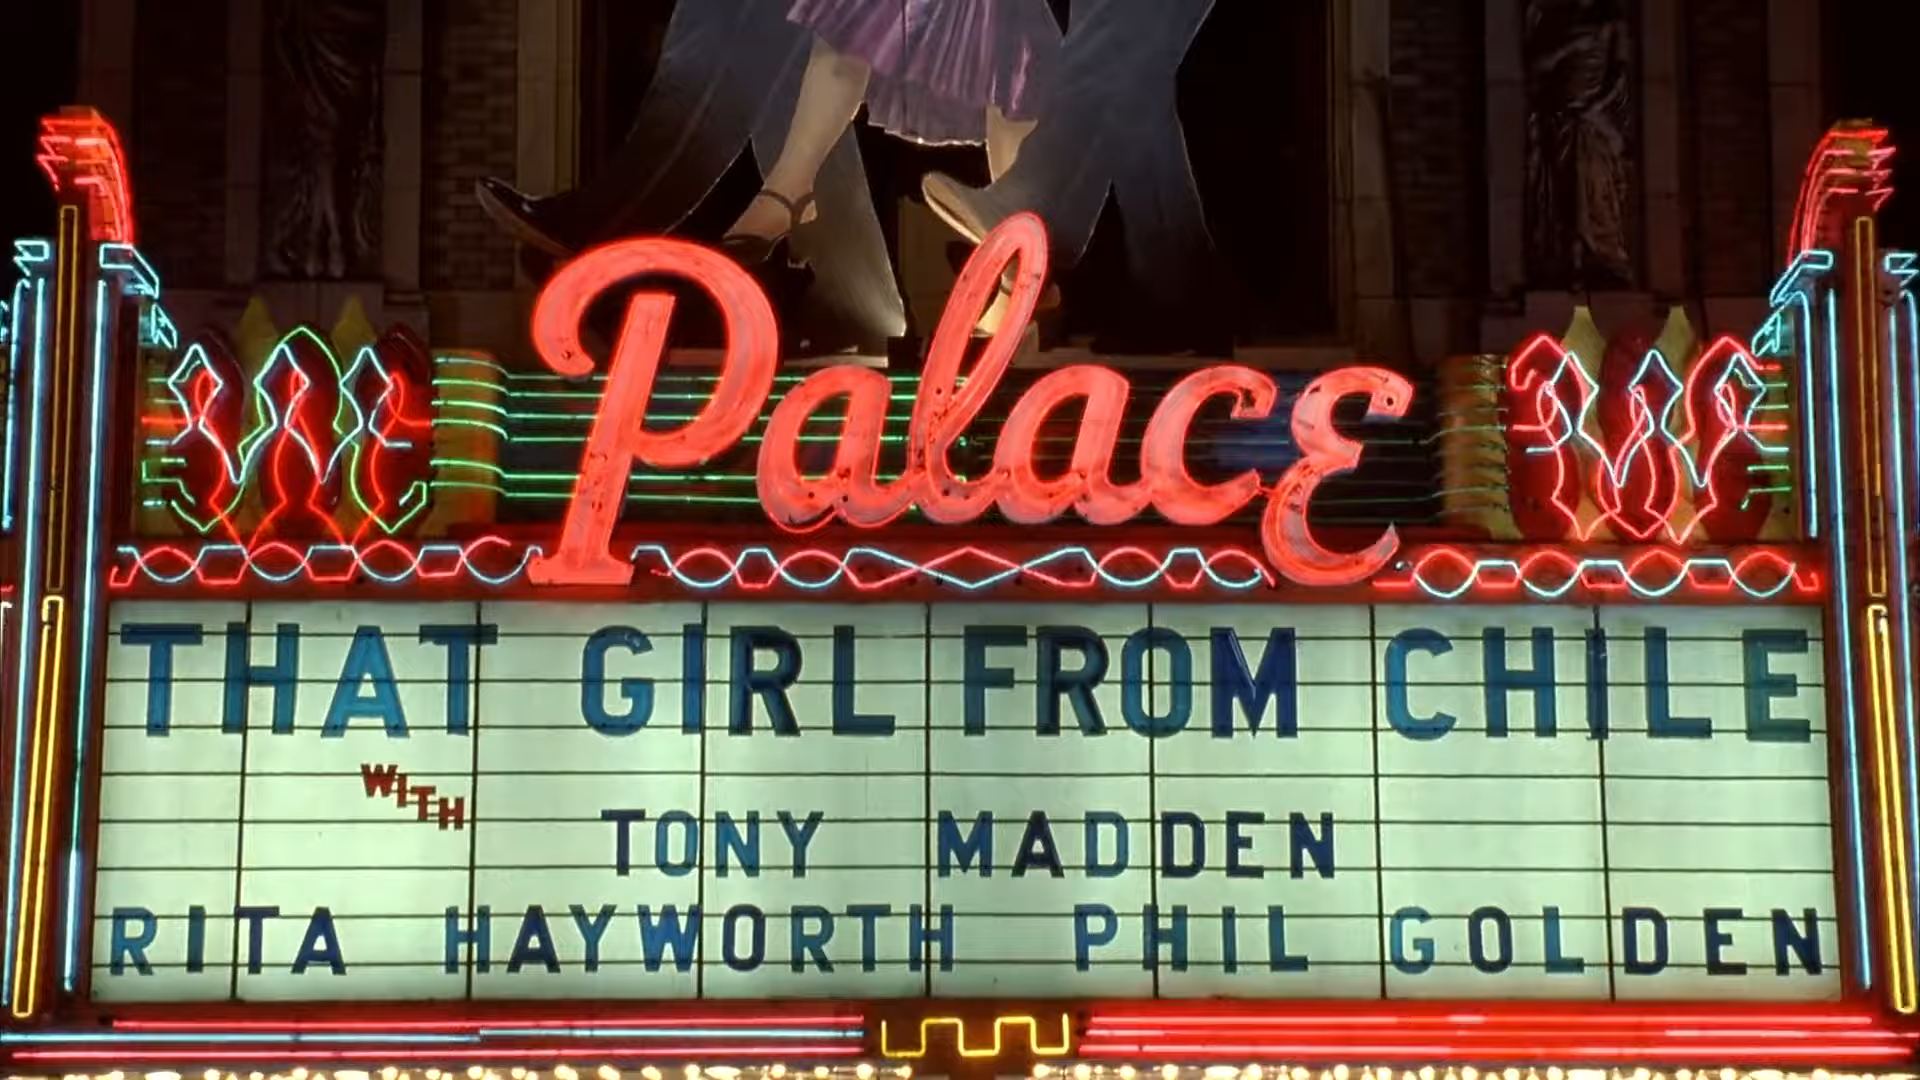 Palace
THAT GIRL FROM CHILE
WITH
TONY MADDEN
RITA HAYWORTH PHIL GOLDEN